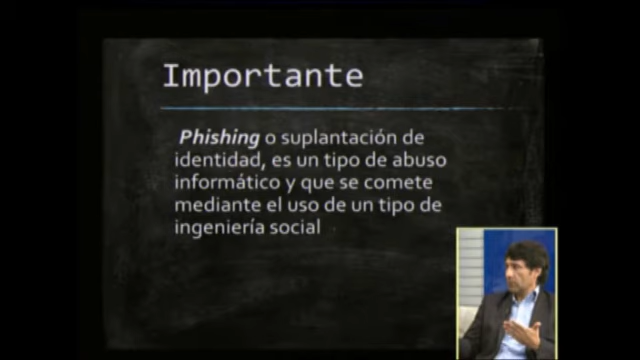 Importante
Phishing o suplantación de
identidad, es un tipo de abuso
informático y que se comete
mediante el uso de un tipo de
ingeniería social